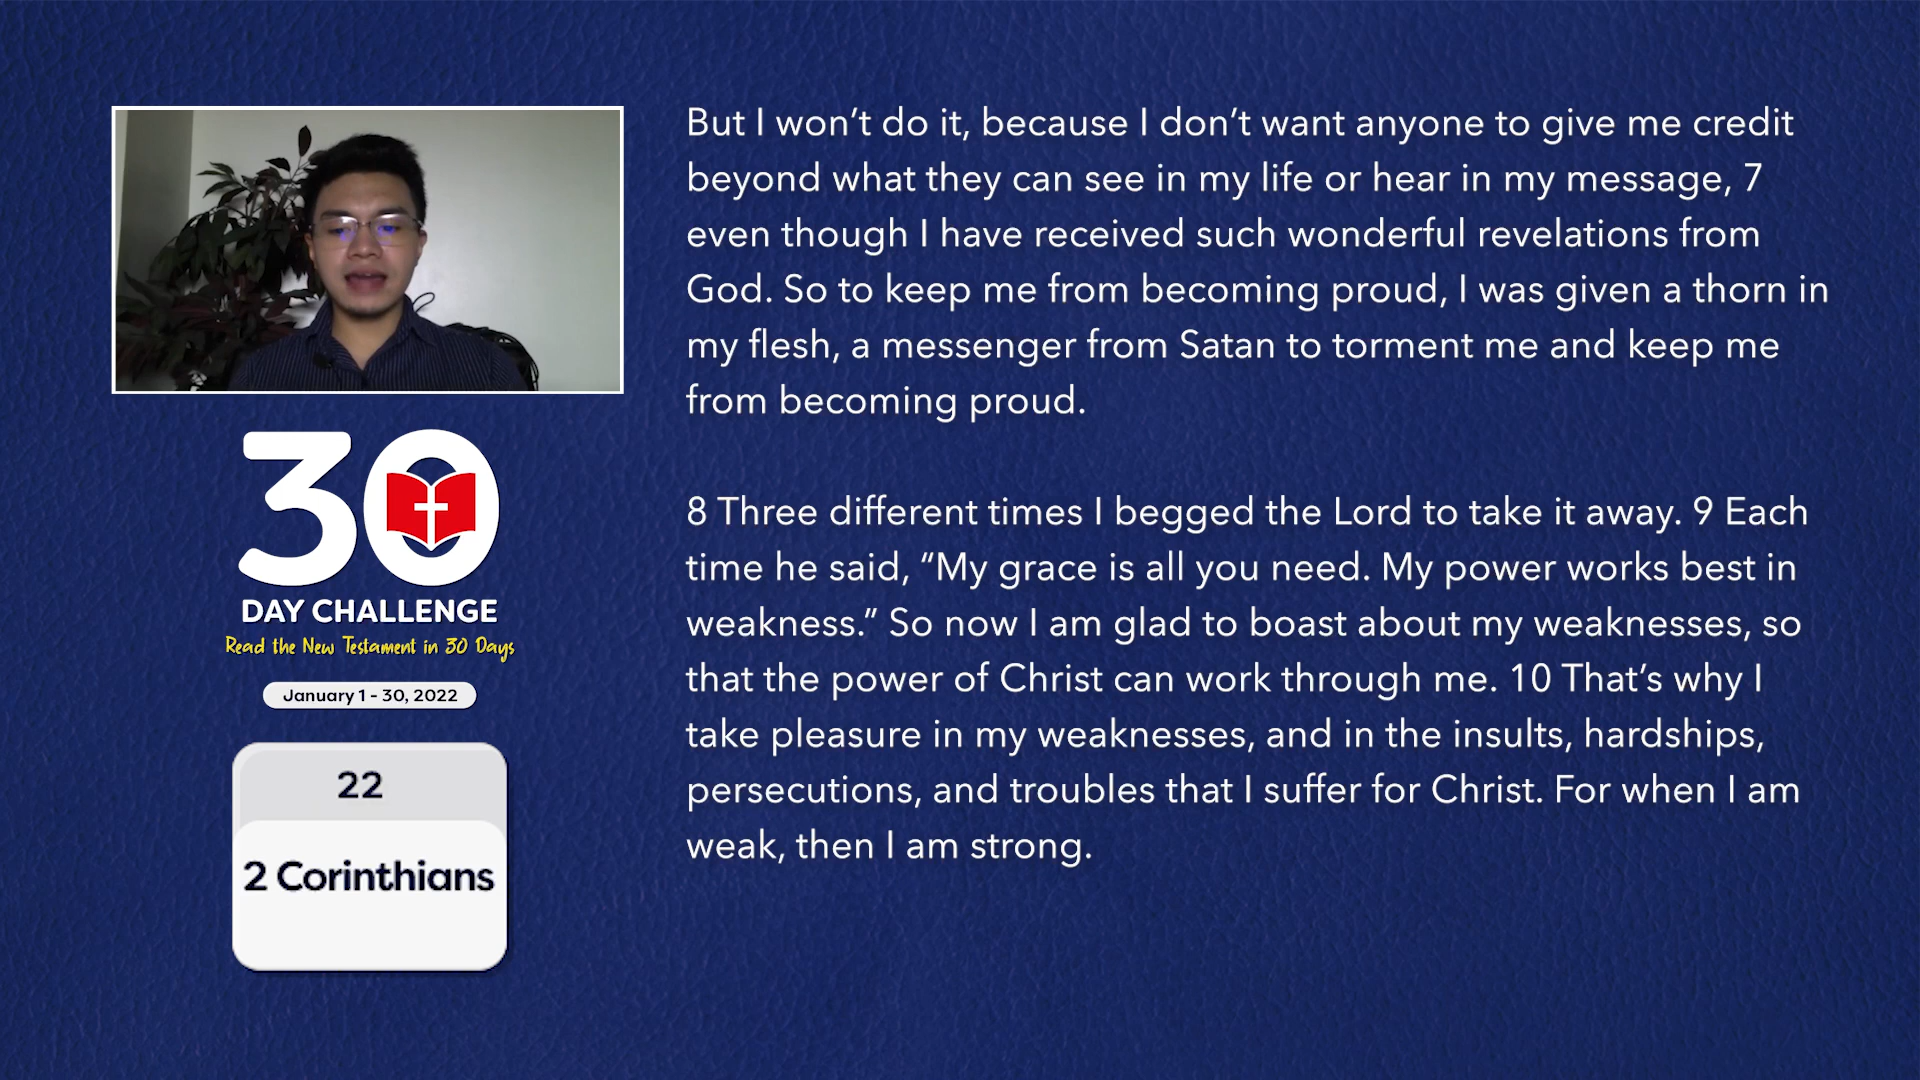 But I won’t do it, because I don’t want anyone to give me credit
beyond what they can see in my life or hear in my message, 7
even though I have received such wonderful revelations from
God. So to keep me from becoming proud, I was given a thorn in
my flesh, a messenger from Satan to torment me and keep me
from becoming proud.
8 Three different times I begged the Lord to take it away. 9 Each
time he said, “My grace is all you need. My power works best in
weakness.” So now I am glad to boast about my weaknesses, so
that the power of Christ can work through me. 10 That’s why I
take pleasure in my weaknesses, and in the insults, hardships,
persecutions, and troubles that I suffer for Christ. For when I am
weak, then I am strong.
30
DAY CHALLENGE
Read the New Testament in 30 Days
January 1 - 30, 2022
22
2 Corinthians